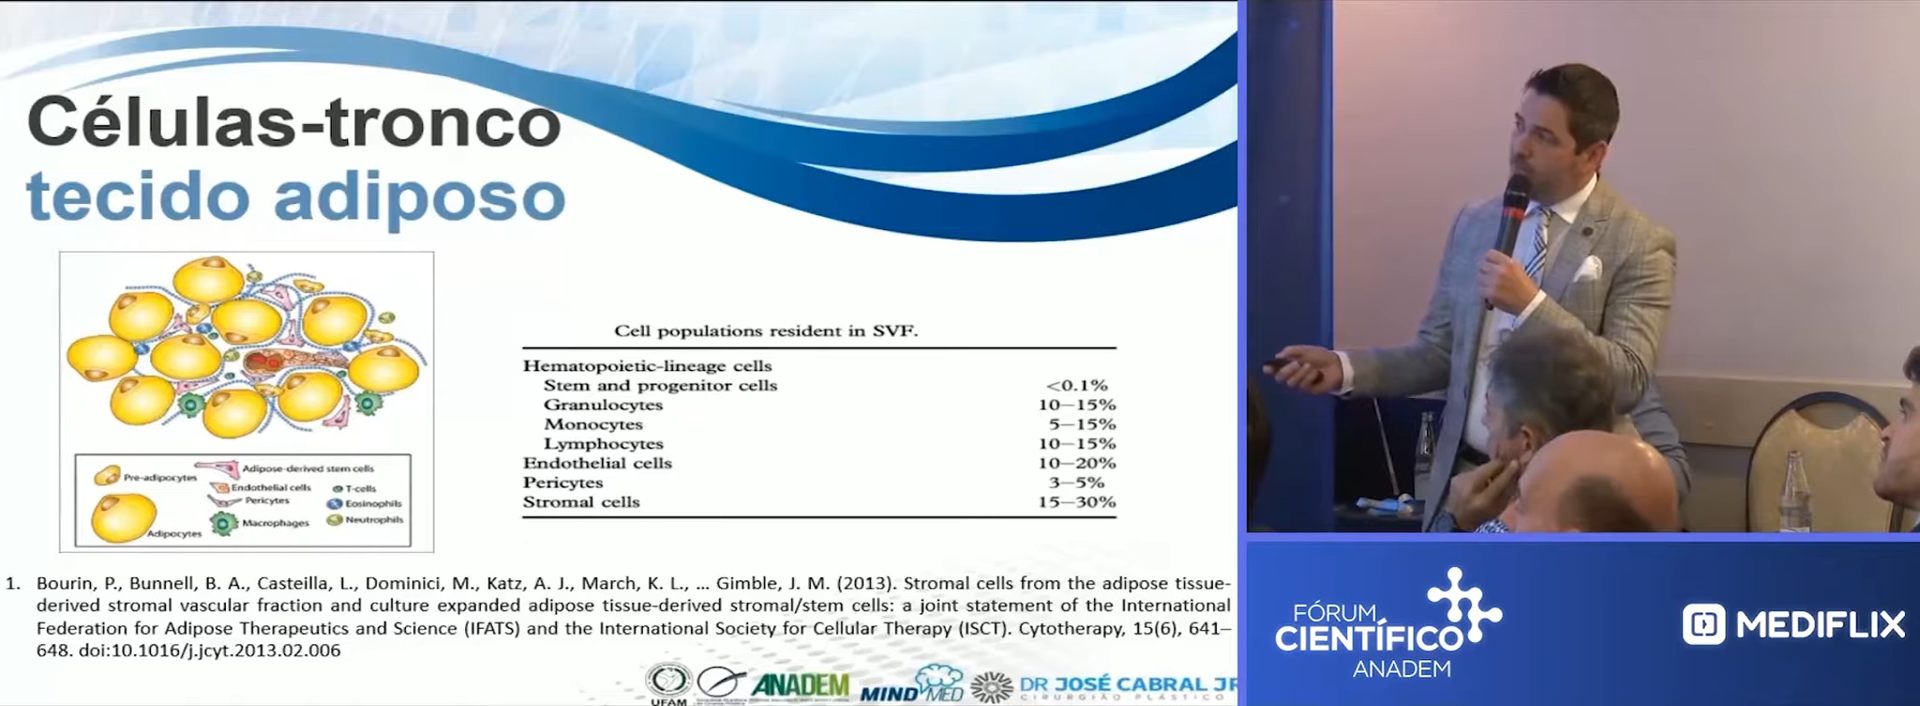 Células-tronco
tecido adiposo
Pre-adipocytes
Adipocytes
Adipose-derived stem cells
Endothelial cells
Pericytes
Macrophages
T-cells
Eosinophils
Neutrophils
Cell populations resident in SVF.
Hematopoietic-lineage cells
Stem and progenitor cells <0.1%
Granulocytes 10–15%
Monocytes 5–15%
Lymphocytes 10–15%
Endothelial cells 10–20%
Pericytes 3–5%
Stromal cells 15–30%
1. Bourin, P., Bunnell, B. A., Casteilla, L., Dominici, M., Katz, A. J., March, K. L., ... Gimble, J. M. (2013). Stromal cells from the adipose tissue-
derived stromal vascular fraction and culture expanded adipose tissue-derived stromal/stem cells: a joint statement of the International
Federation for Adipose Therapeutics and Science (IFATS) and the International Society for Cellular Therapy (ISCT). Cytotherapy, 15(6), 641–
648. doi:10.1016/j.jcyt.2013.02.006
UFAM
ANADEM
MINDMED
DR JOSÉ CABRAL JR
CIRURGIÃO PLÁSTICO
FÓRUM
CIENTÍFICO
ANADEM
MEDIFLIX